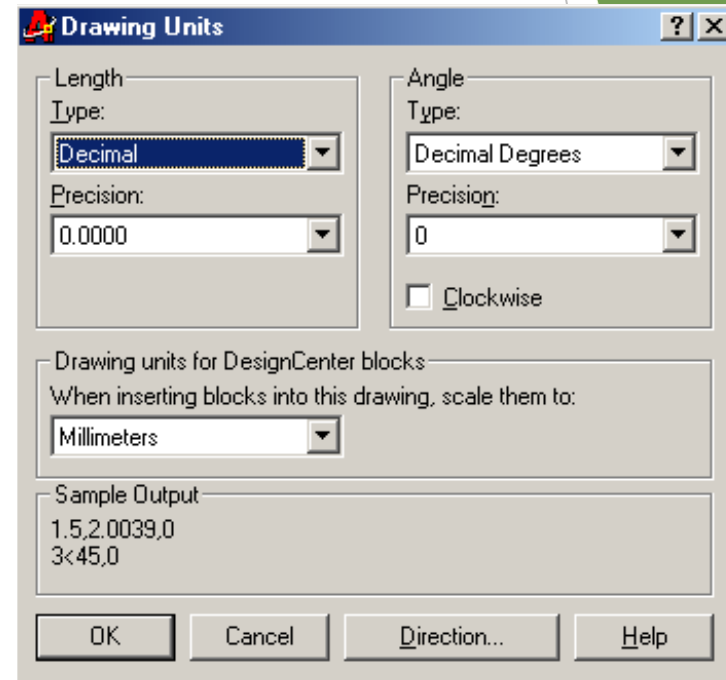 Drawing Units
Length
Type:
Decimal
Precision:
0.0000
Angle
Type:
Decimal Degrees
Precision:
0
Clockwise
Drawing units for DesignCenter blocks
When inserting blocks into this drawing, scale them to:
Millimeters
Sample Output
1.5,2.0039,0
3<45,0
OK Cancel Direction... Help